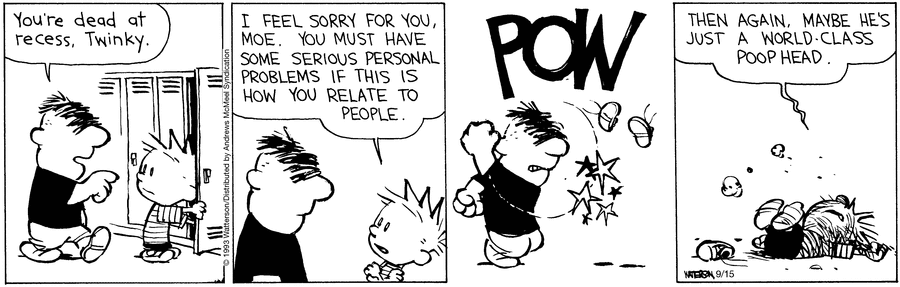 You're dead at
recess, Twinky.
© 1993 Watterson/Distributed by Andrews McMeel Syndication
I FEEL SORRY FOR YOU,
MOE. YOU MUST HAVE
SOME SERIOUS PERSONAL
PROBLEMS IF THIS IS
HOW YOU RELATE TO
PEOPLE.
POW
THEN AGAIN, MAYBE HE'S
JUST A WORLD-CLASS
POOP HEAD.
WATTERSON 9/15